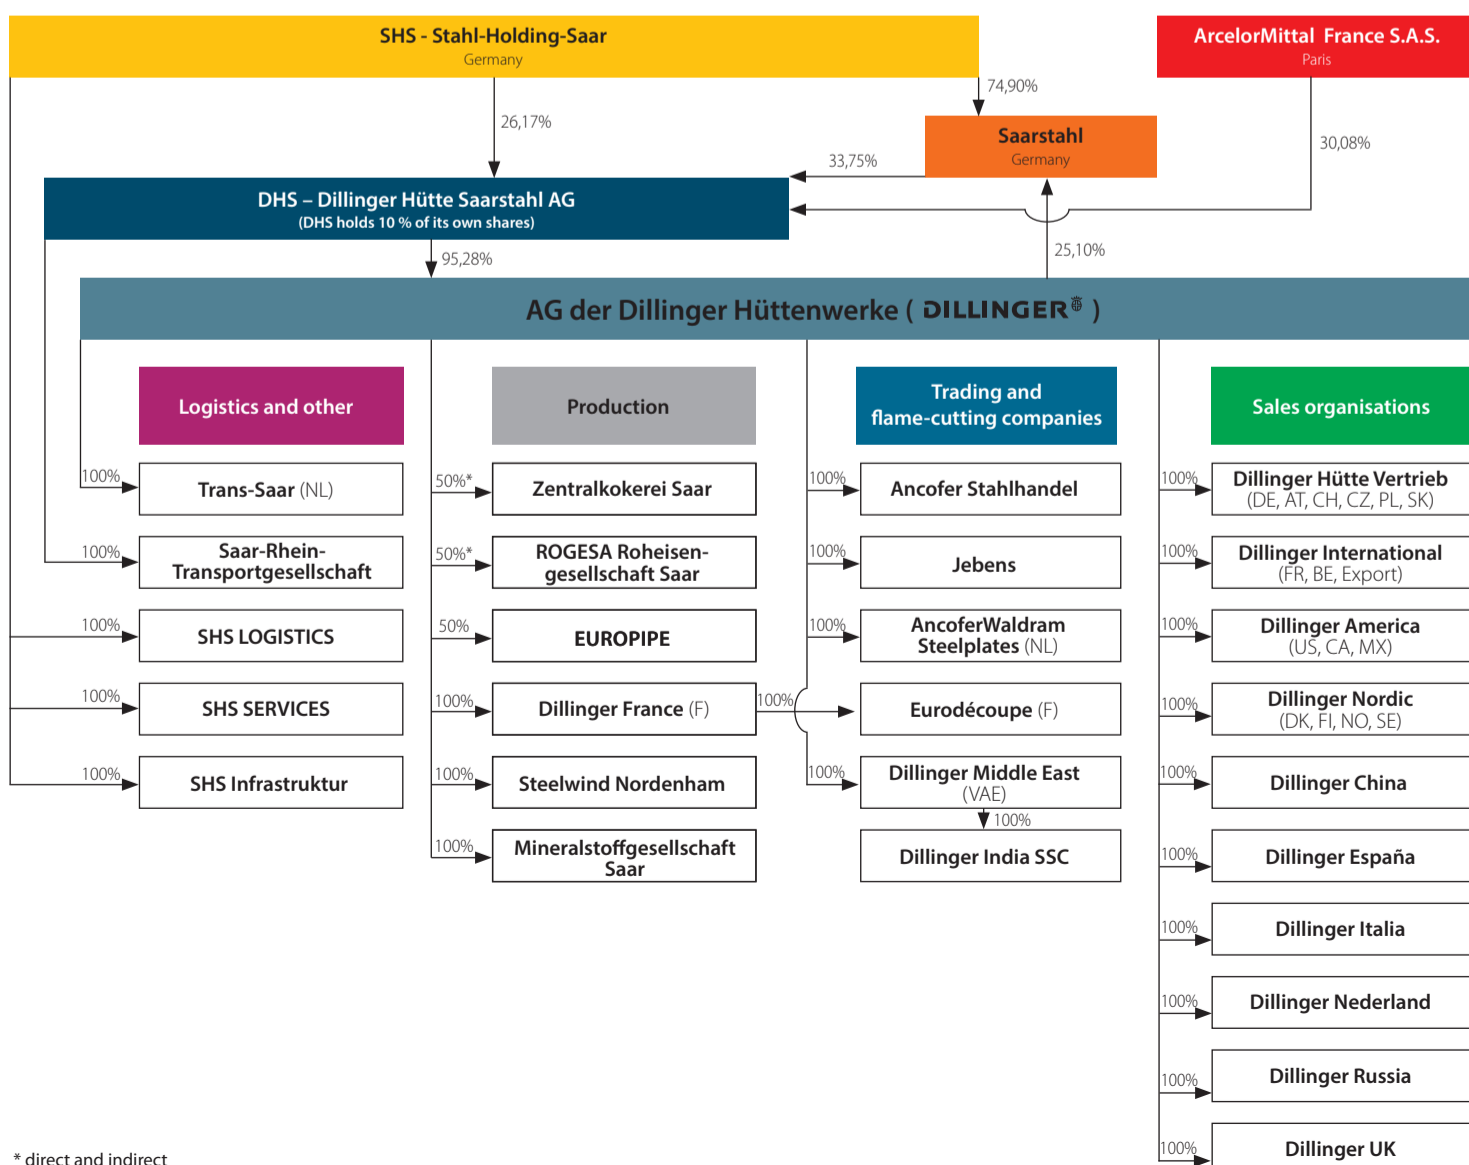 SHS - Stahl-Holding-Saar
Germany
ArcelorMittal France S.A.S.
Paris
74,90%
26,17%
Saarstahl
Germany
33,75%
30,08%
DHS – Dillinger Hütte Saarstahl AG
(DHS holds 10 % of its own shares)
95,28%
25,10%
AG der Dillinger Hüttenwerke ( DILLINGER )
Logistics and other
100%
Trans-Saar (NL)
100%
Saar-Rhein-
Transportgesellschaft
100%
SHS LOGISTICS
100%
SHS SERVICES
100%
SHS Infrastruktur
Production
50%*
Zentralkokerei Saar
50%*
ROGESA Roheisen-
gesellschaft Saar
50%
EUROPIPE
100%
Dillinger France (F)
100%
Steelwind Nordenham
100%
Mineralstoffgesellschaft
Saar
Trading and
flame-cutting companies
100%
Ancofer Stahlhandel
100%
Jebens
100%
AncoferWaldram
Steelplates (NL)
100%
Eurodécoupe (F)
100%
Dillinger Middle East
(VAE)
100%
Dillinger India SSC
Sales organisations
100%
Dillinger Hütte Vertrieb
(DE, AT, CH, CZ, PL, SK)
100%
Dillinger International
(FR, BE, Export)
100%
Dillinger America
(US, CA, MX)
100%
Dillinger Nordic
(DK, FI, NO, SE)
100%
Dillinger China
100%
Dillinger España
100%
Dillinger Italia
100%
Dillinger Nederland
100%
Dillinger Russia
100%
Dillinger UK
* direct and indirect